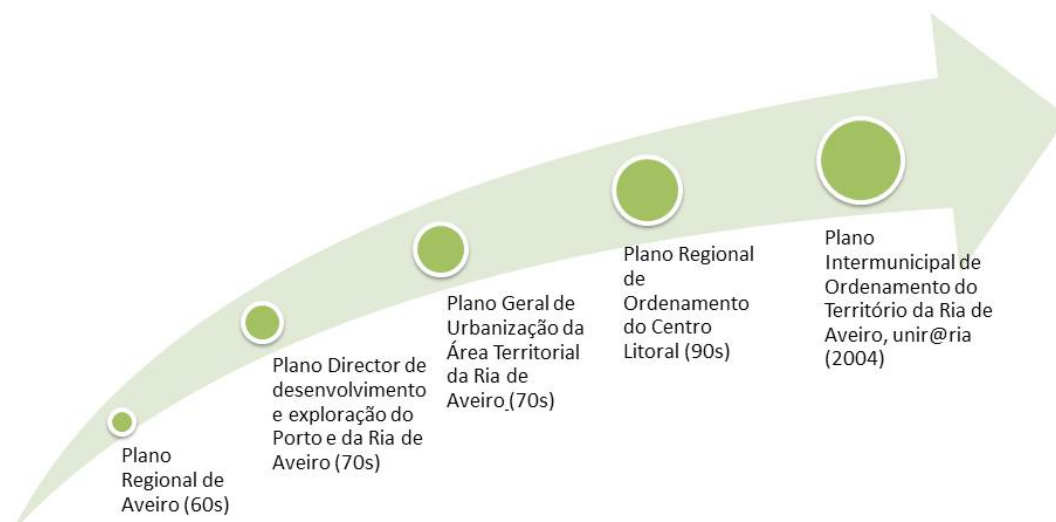 Plano
Regional de
Aveiro (60s)
Plano Director de
desenvolvimento
e exploração do
Porto e da Ria de
Aveiro (70s)
Plano Geral de
Urbanização da
Área Territorial
da Ria de
Aveiro (70s)
Plano Regional
de
Ordenamento
do Centro
Litoral (90s)
Plano
Intermunicipal de
Ordenamento do
Território da Ria de
Aveiro, unir@ria
(2004)